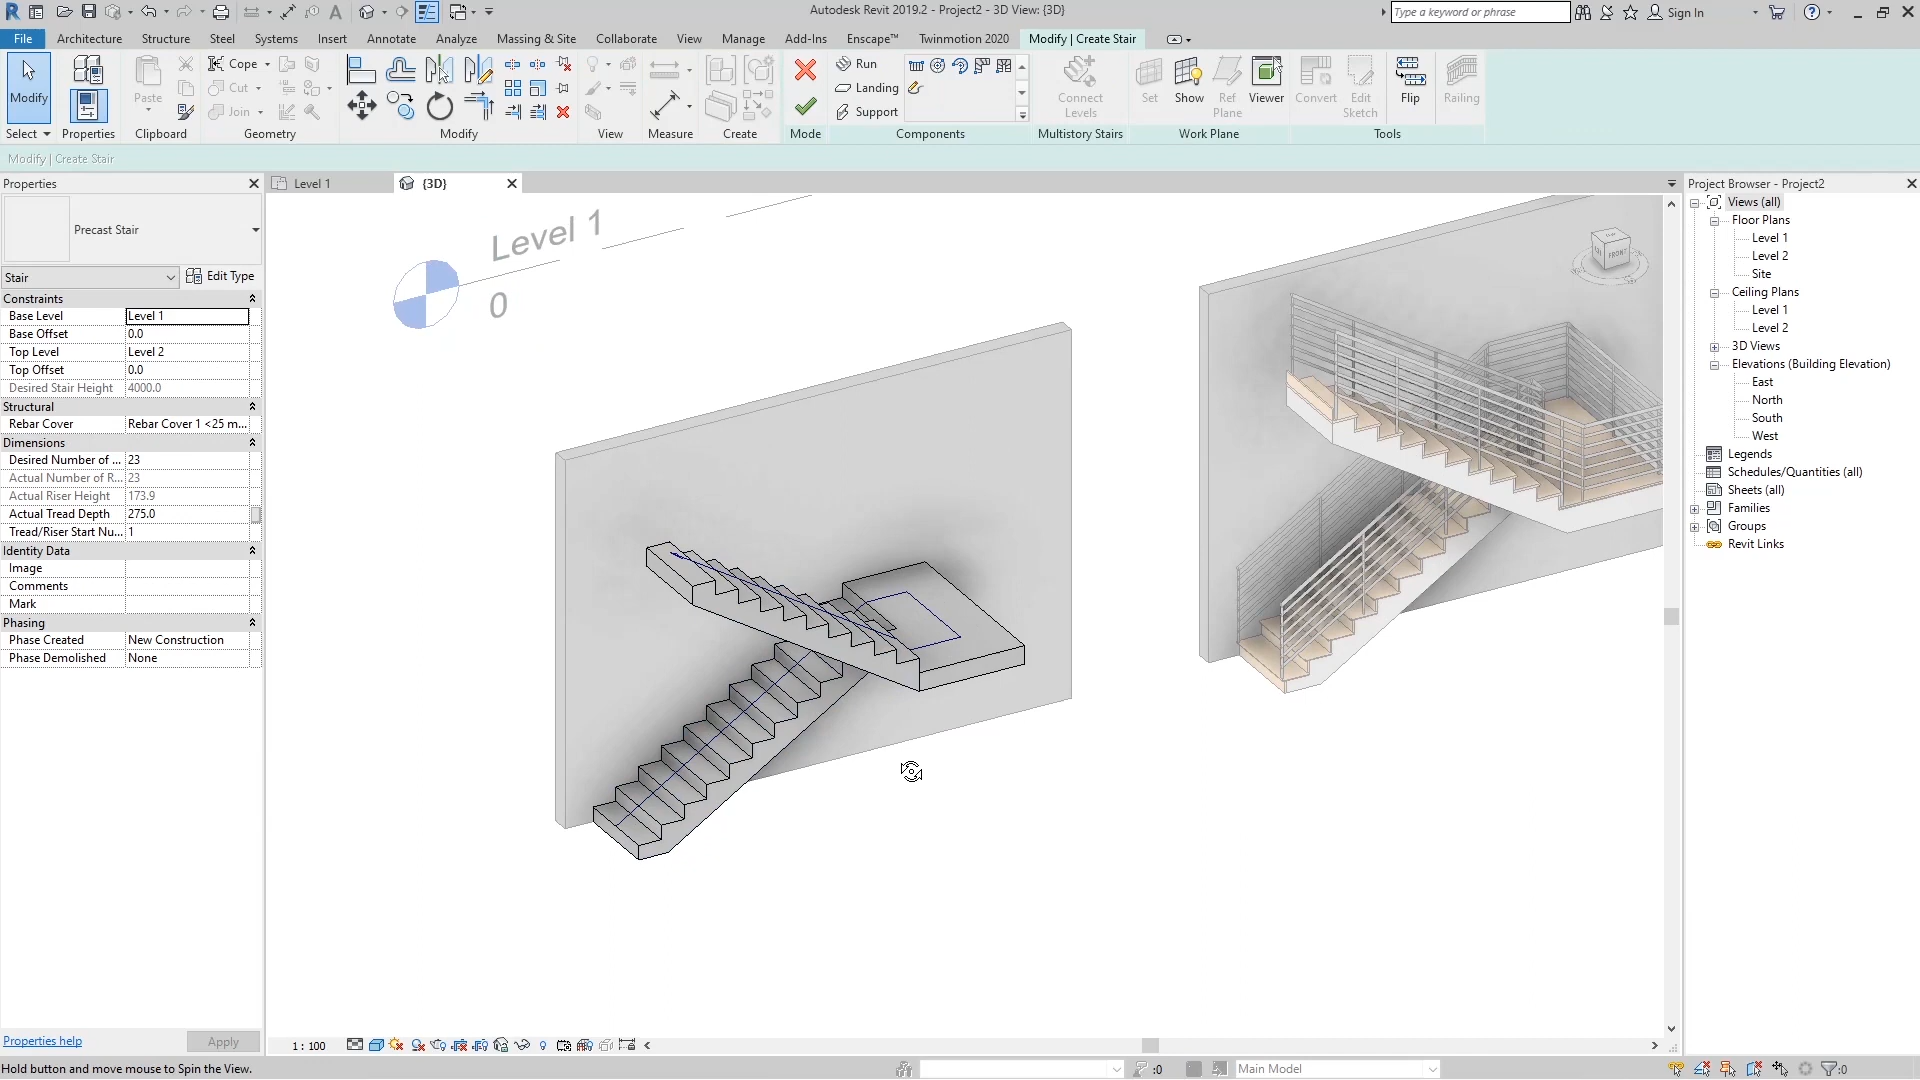 Autodesk Revit 2019.2 - Project2 - 3D View: {3D}
Type a keyword or phrase
Sign In
File Architecture Structure Steel Systems Insert Annotate Analyze Massing & Site Collaborate View Manage Add-Ins Enscape™ Twinmotion 2020 Modify | Create Stair
Modify
Select
Properties
Paste
Clipboard
Cope
Cut
Join
Geometry
Modify
View
Measure
Create
Mode
Run
Landing
Support
Components
Connect
Levels
Multistory Stairs
Set
Show
Ref
Plane
Viewer
Work Plane
Convert
Edit
Sketch
Flip
Tools
Railing
Modify | Create Stair
Properties
Precast Stair
Stair
Edit Type
Constraints
Base Level Level 1
Base Offset 0.0
Top Level Level 2
Top Offset 0.0
Desired Stair Height 4000.0
Structural
Rebar Cover Rebar Cover 1 <25 m...
Dimensions
Desired Number of ... 23
Actual Number of R... 23
Actual Riser Height 173.9
Actual Tread Depth 275.0
Tread/Riser Start Nu... 1
Identity Data
Image
Comments
Mark
Phasing
Phase Created New Construction
Phase Demolished None
Properties help
Apply
Level 1
{3D}
Level 1
0
FRONT
1 : 100
Project Browser - Project2
Views (all)
Floor Plans
Level 1
Level 2
Site
Ceiling Plans
Level 1
Level 2
3D Views
Elevations (Building Elevation)
East
North
South
West
Legends
Schedules/Quantities (all)
Sheets (all)
Families
Groups
Revit Links
Hold button and move mouse to Spin the View.
:0
Main Model
:0